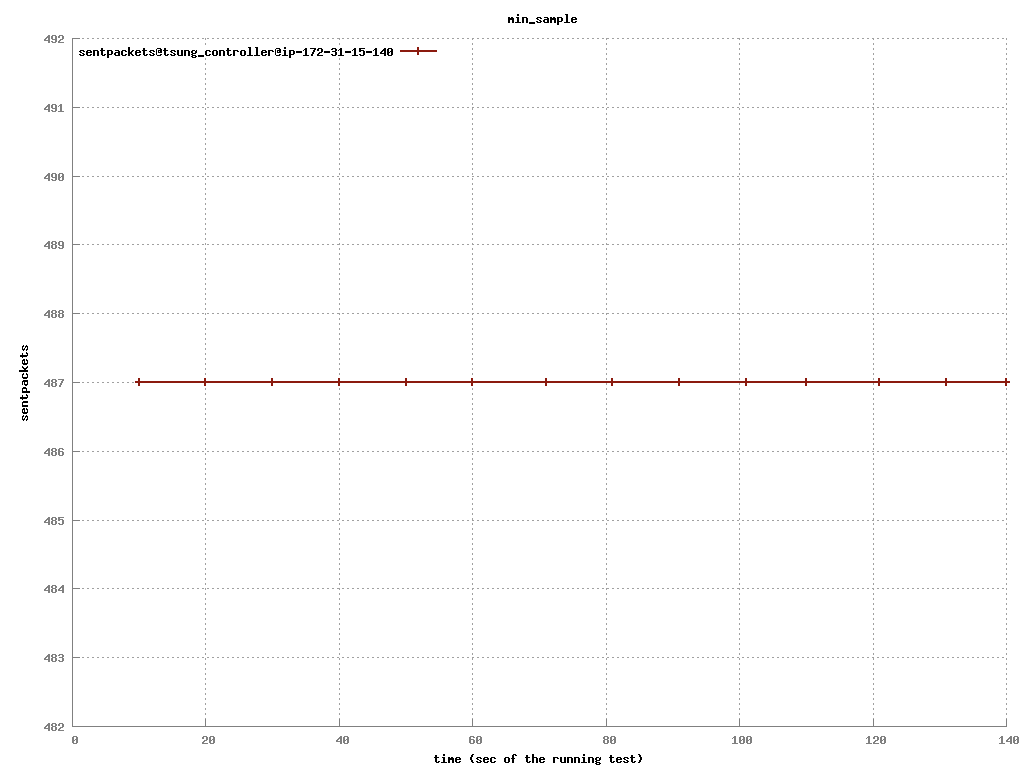 min_sample
492
sentpackets@tsung_controller@ip-172-31-15-140
491
490
489
488
487
486
485
484
483
482
sentpackets
0 20 40 60 80 100 120 140
time (sec of the running test)